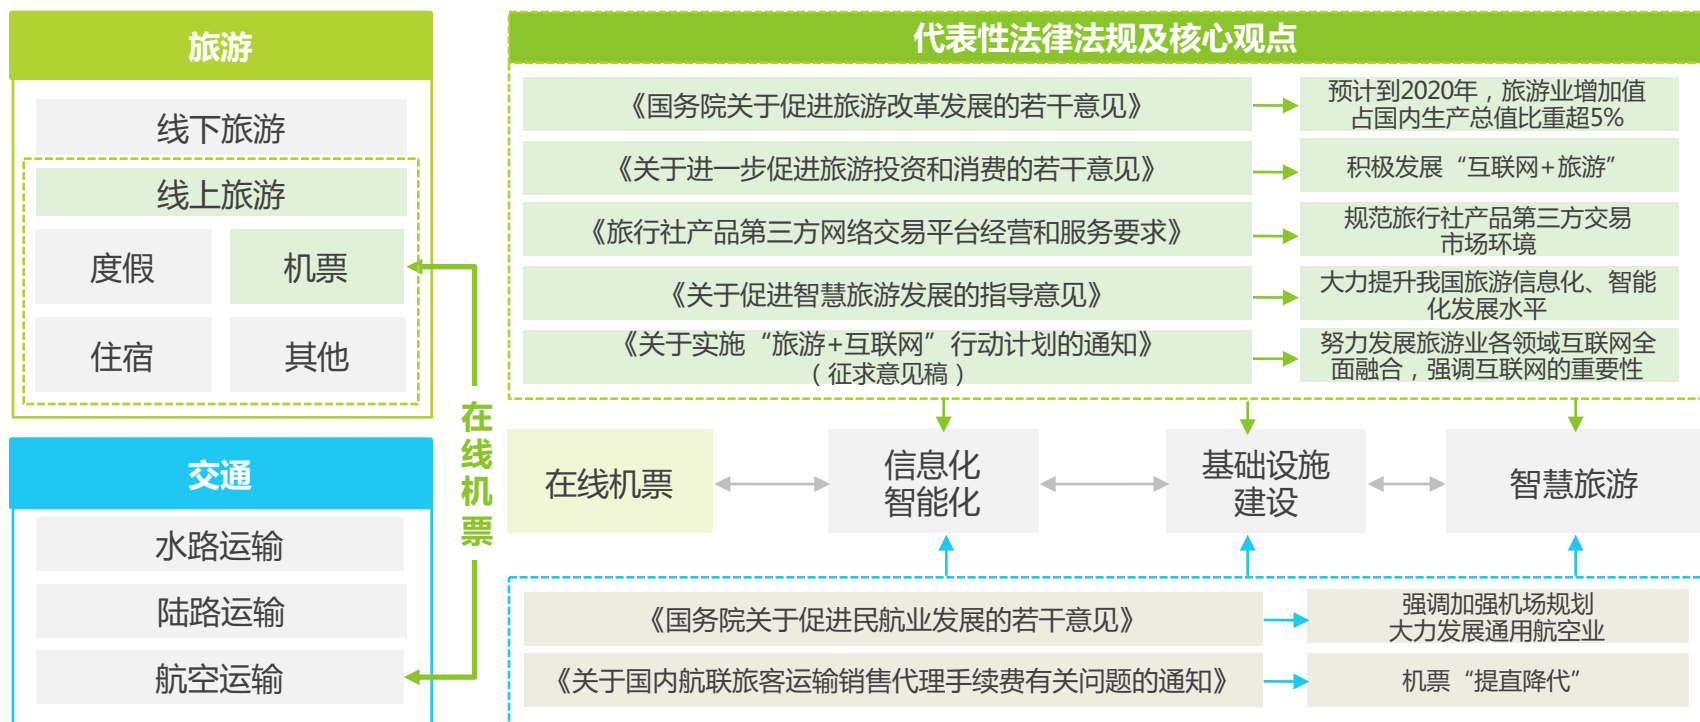 旅游
线下旅游
线上旅游
度假
机票
住宿
其他
交通
水路运输
陆路运输
航空运输
在线机票
代表性法律法规及核心观点
《国务院关于促进旅游改革发展的若干意见》
预计到2020年，旅游业增加值
占国内生产总值比重超5%
《关于进一步促进旅游投资和消费的若干意见》
积极发展“互联网+旅游”
《旅行社产品第三方网络交易平台经营和服务要求》
规范旅行社产品第三方交易
市场环境
《关于促进智慧旅游发展的指导意见》
大力提升我国旅游信息化、智能
化发展水平
《关于实施“旅游+互联网”行动计划的通知》
（征求意见稿）
努力发展旅游业各领域互联网全
面融合，强调互联网的重要性
在线机票
信息化
智能化
基础设施
建设
智慧旅游
《国务院关于促进民航业发展的若干意见》
强调加强机场规划
大力发展通用航空业
《关于国内航联旅客运输销售代理手续费有关问题的通知》
机票“提直降代”